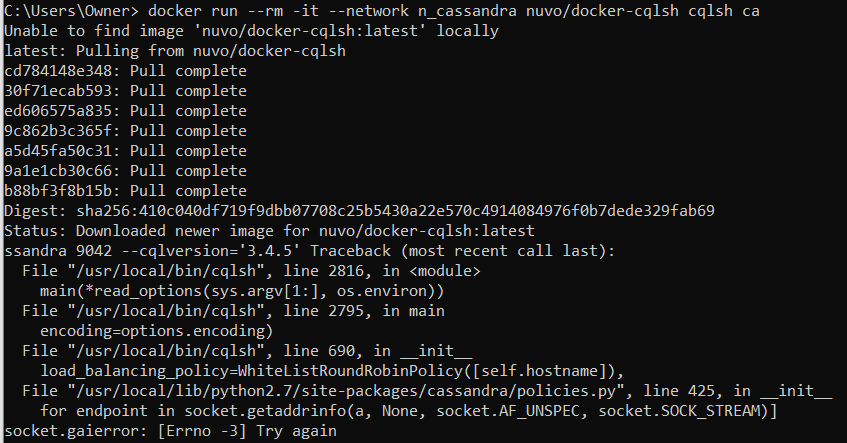 C:\Users\Owner> docker run --rm -it --network n_cassandra nuvo/docker-cqlsh cqlsh ca
Unable to find image 'nuvo/docker-cqlsh:latest' locally
latest: Pulling from nuvo/docker-cqlsh
cd784148e348: Pull complete
30f71ecab593: Pull complete
ed606575a835: Pull complete
9c862b3c365f: Pull complete
a5d45fa50c31: Pull complete
9a1e1cb30c66: Pull complete
b88bf3f8b15b: Pull complete
Digest: sha256:410c040df719f9dbb07708c25b5430a22e570c4914084976f0b7dede329fab69
Status: Downloaded newer image for nuvo/docker-cqlsh:latest
ssandra 9042 --cqlversion='3.4.5' Traceback (most recent call last):
  File "/usr/local/bin/cqlsh", line 2816, in <module>
    main(*read_options(sys.argv[1:], os.environ))
  File "/usr/local/bin/cqlsh", line 2795, in main
    encoding=options.encoding)
  File "/usr/local/bin/cqlsh", line 690, in __init__
    load_balancing_policy=WhiteListRoundRobinPolicy([self.hostname]),
  File "/usr/local/lib/python2.7/site-packages/cassandra/policies.py", line 425, in __init__
    for endpoint in socket.getaddrinfo(a, None, socket.AF_UNSPEC, socket.SOCK_STREAM)]
socket.gaierror: [Errno -3] Try again